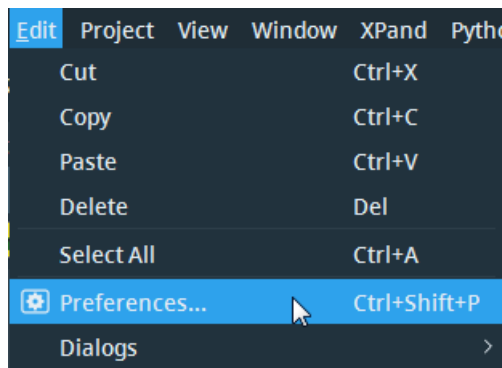 Edit Project View Window XPand
Cut Ctrl+X
Copy Ctrl+C
Paste Ctrl+V
Delete Del
Select All Ctrl+A
Preferences... Ctrl+Shift+P
Dialogs